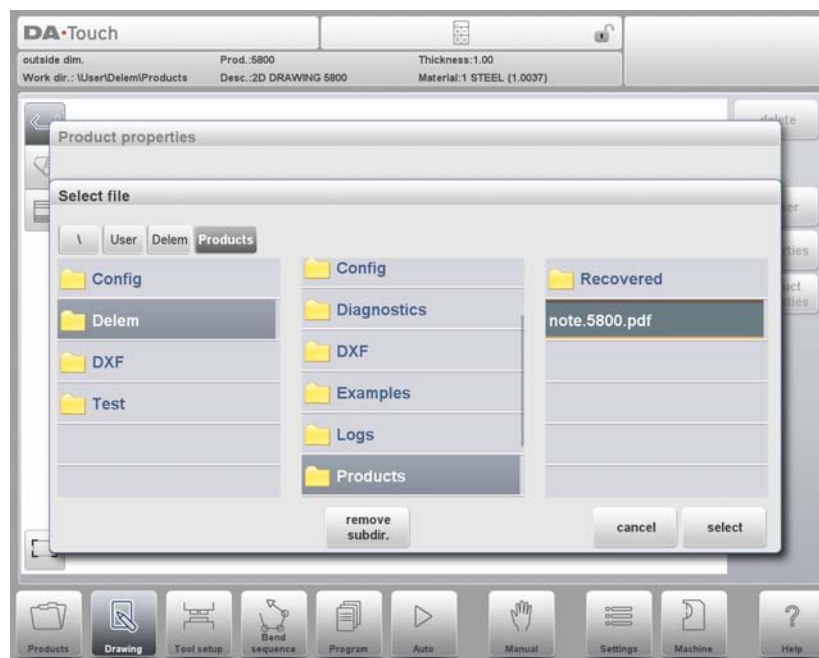 DA·Touch
outside dim. Prod.:5800 Thickness:1.00
Work dir.: \User\Delem\Products Desc.:2D DRAWING 5800 Material:1 STEEL (1.0037)
delete
Product properties
Select file
\ User Delem Products
Config Config Recovered
Delem Diagnostics note.5800.pdf
DXF DXF
Test Examples
Logs
Products
remove
subdir.
cancel select
Products Drawing Tool setup Bend
sequence Program Auto Manual Settings Machine Help